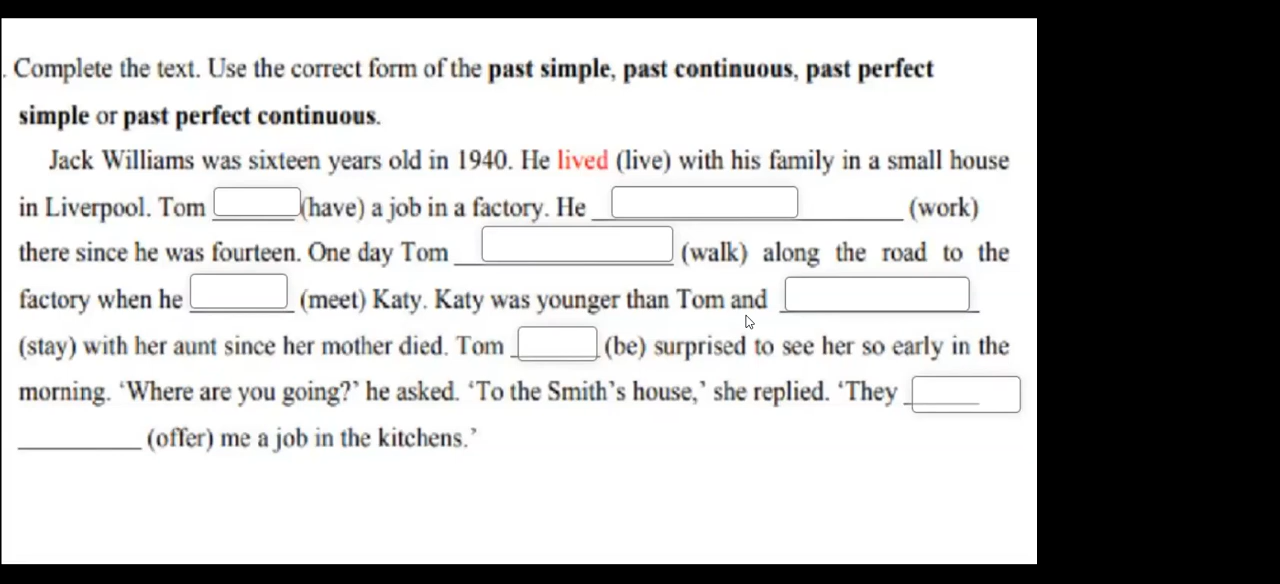 . Complete the text. Use the correct form of the past simple, past continuous, past perfect
simple or past perfect continuous.
Jack Williams was sixteen years old in 1940. He lived (live) with his family in a small house
in Liverpool. Tom ________(have) a job in a factory. He ____________________ (work)
there since he was fourteen. One day Tom ________________ (walk) along the road to the
factory when he ________ (meet) Katy. Katy was younger than Tom and ________________
(stay) with her aunt since her mother died. Tom ________ (be) surprised to see her so early in the
morning. ‘Where are you going?’ he asked. ‘To the Smith’s house,’ she replied. ‘They ______
__________ (offer) me a job in the kitchens.’